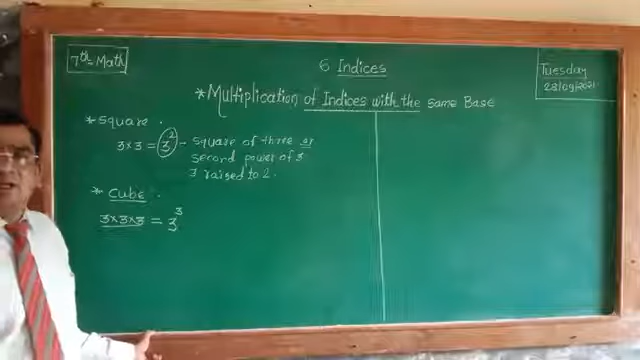 7th Math
6 Indices
Tuesday
28/09/2021
*Multiplication of Indices with the same Base
*Square.
3×3 = 3² - Square of three or
second power of 3
3 raised to 2.
* Cube.
3×3×3 = 3³